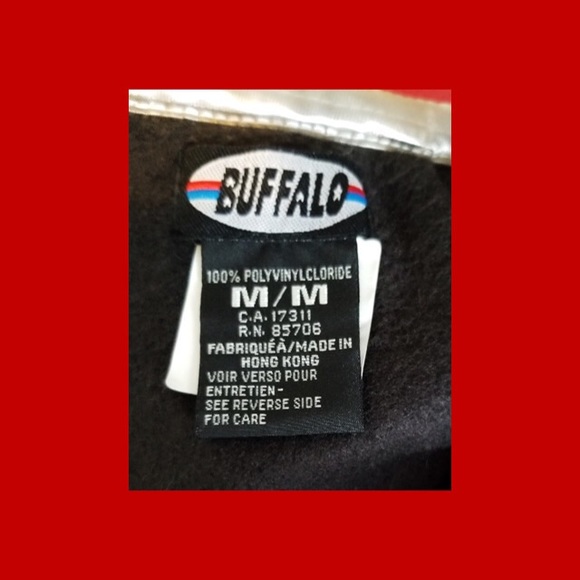 BUFFALO
100% POLYVINYLCLORIDE
M/M
C.A. 17311
R.N. 85706
FABRIQUÉÀ/MADE IN
HONG KONG
VOIR VERSO POUR
ENTRETIEN-
SEE REVERSE SIDE
FOR CARE